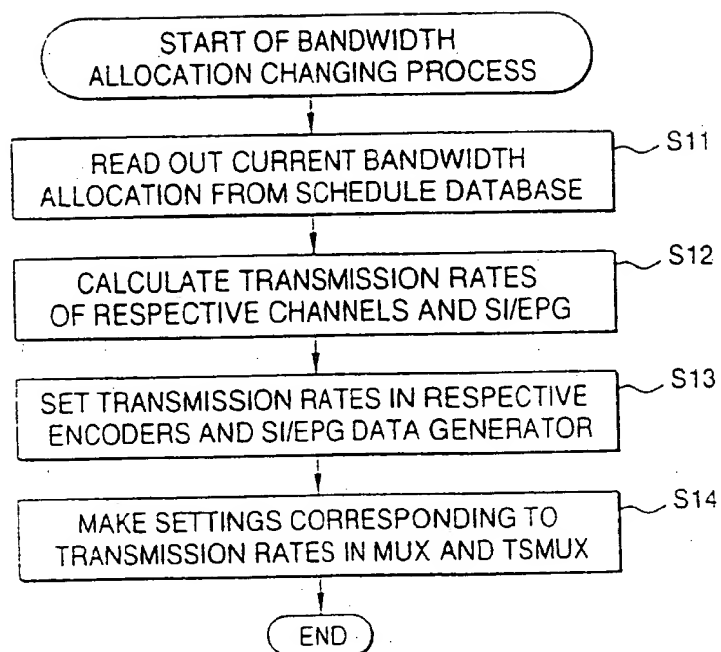 START OF BANDWIDTH
ALLOCATION CHANGING PROCESS
READ OUT CURRENT BANDWIDTH
ALLOCATION FROM SCHEDULE DATABASE
S11
CALCULATE TRANSMISSION RATES
OF RESPECTIVE CHANNELS AND SI/EPG
S12
SET TRANSMISSION RATES IN RESPECTIVE
ENCODERS AND SI/EPG DATA GENERATOR
S13
MAKE SETTINGS CORRESPONDING TO
TRANSMISSION RATES IN MUX AND TSMUX
S14
END